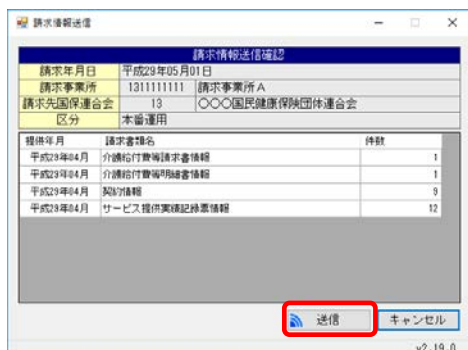 請求情報送信
請求情報送信確認
請求年月日 平成29年05月01日
請求事業所 1311111111 請求事業所A
請求先国保連合会 13 〇〇〇国民健康保険団体連合会
区分 本番運用
提供年月 請求書類名 件数
平成29年04月 介護給付費等請求書情報 1
平成29年04月 介護給付費等明細書情報 1
平成29年04月 契約情報 9
平成29年04月 サービス提供実績記録票情報 12
送信 キャンセル
v2.19.0